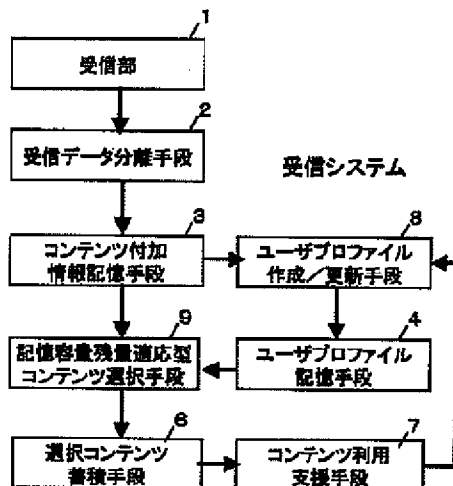 1
受信部
2
受信データ分離手段
受信システム
3
コンテンツ付加
情報記憶手段
8
ユーザプロファイル
作成/更新手段
9
記憶容量残量適応型
コンテンツ選択手段
4
ユーザプロファイル
記憶手段
6
選択コンテンツ
蓄積手段
7
コンテンツ利用
支援手段